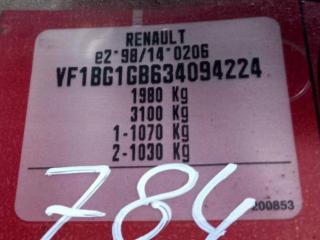 RENAULT
e2*98/14*0206
VF1BG1GB634094224
1980 Kg
3100 Kg
1-1070 Kg
2-1030 Kg
784
200853